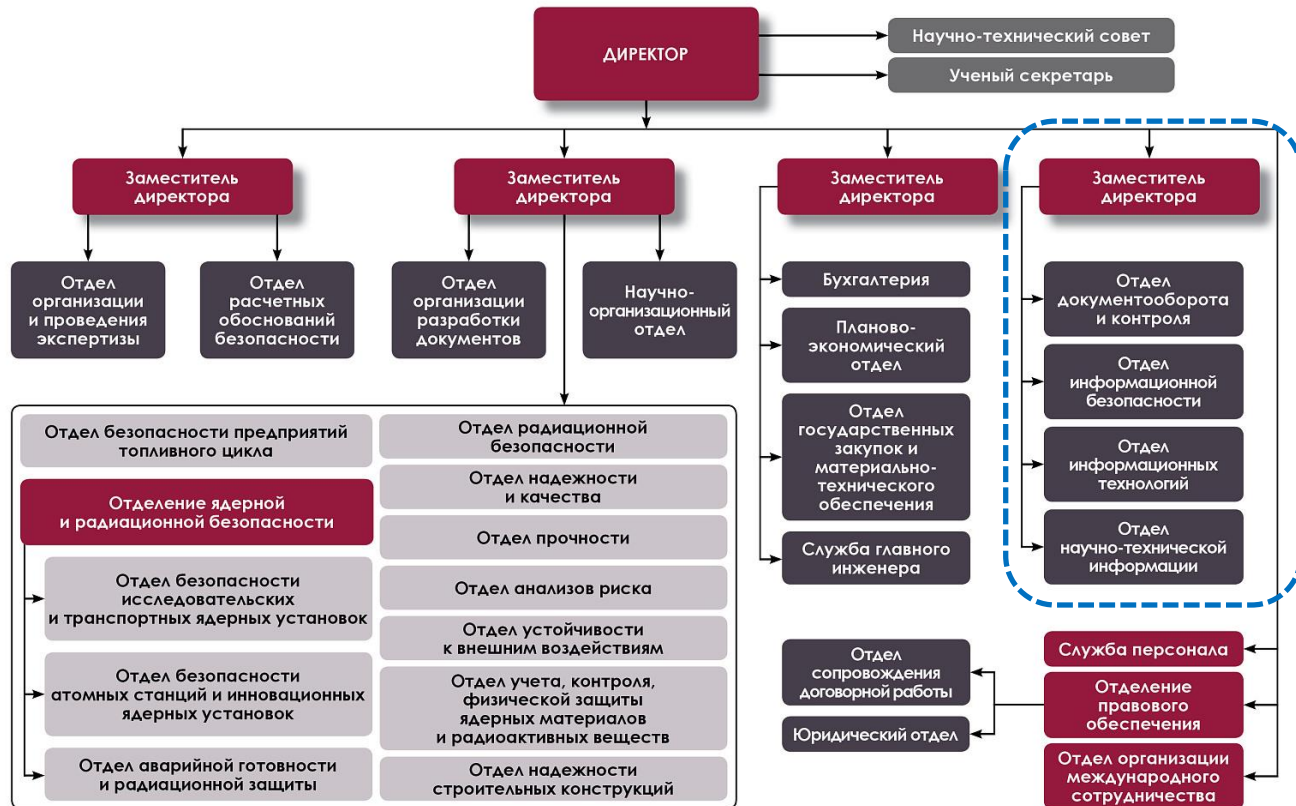 ДИРЕКТОР
Научно-технический совет
Ученый секретарь
Заместитель
директора
Заместитель
директора
Заместитель
директора
Заместитель
директора
Отдел
организации
и проведения
экспертизы
Отдел
расчетных
обоснований
безопасности
Отдел
организации
разработки
документов
Научно-
организационный
отдел
Бухгалтерия
Планово-
экономический
отдел
Отдел
государственных
закупок и
материально-
технического
обеспечения
Служба главного
инженера
Отдел
документооборота
и контроля
Отдел
информационной
безопасности
Отдел
информационных
технологий
Отдел
научно-технической
информации
Отдел безопасности предприятий
топливного цикла
Отделение ядерной
и радиационной безопасности
Отдел безопасности
исследовательских
и транспортных ядерных установок
Отдел безопасности
атомных станций и инновационных
ядерных установок
Отдел аварийной готовности
и радиационной защиты
Отдел радиационной
безопасности
Отдел надежности
и качества
Отдел прочности
Отдел анализов риска
Отдел устойчивости
к внешним воздействиям
Отдел учета, контроля,
физической защиты
ядерных материалов
и радиоактивных веществ
Отдел надежности
строительных конструкций
Отдел
сопровождения
договорной работы
Юридический отдел
Служба персонала
Отделение
правового
обеспечения
Отдел организации
международного
сотрудничества